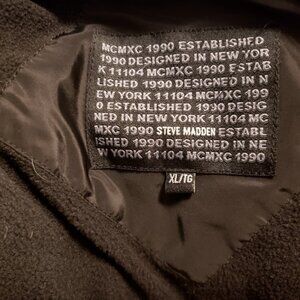 MCMXC 1990 ESTABLISHED
1990 DESIGNED IN NEW YOR
K 11104 MCMXC 1990 ESTAB
LISHED 1990 DESIGNED IN N
EW YORK 11104 MCMXC 199
0 ESTABLISHED 1990 DESIG
NED IN NEW YORK 11104 MC
MXC 1990 STEVE MADDEN ESTABL
ISHED 1990 DESIGNED IN NE
W YORK 11104 MCMXC 1990
XL/TG